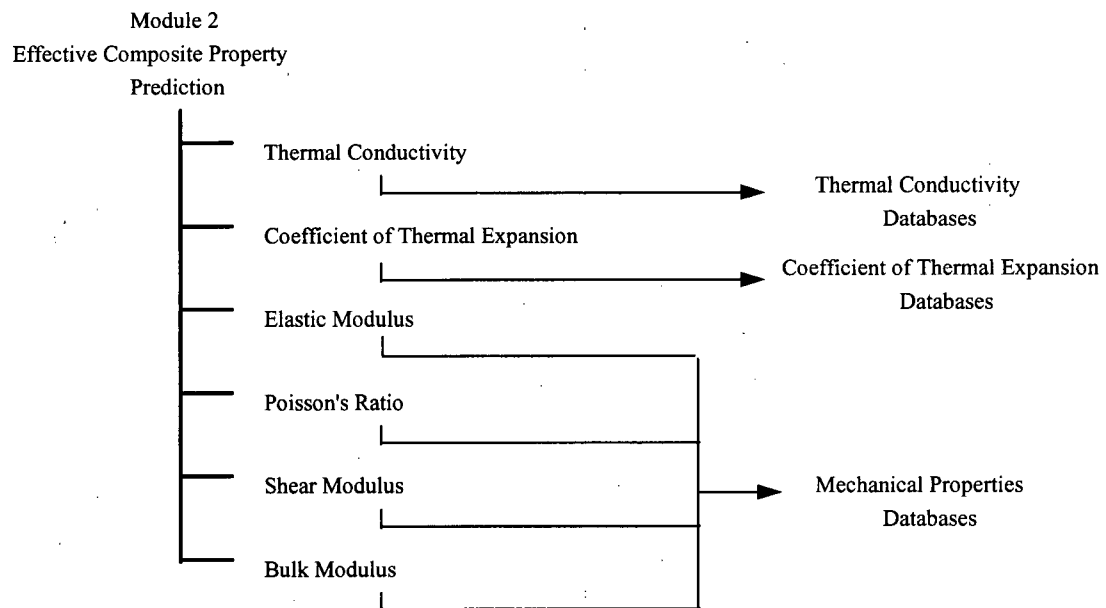 Module 2
Effective Composite Property
Prediction
Thermal Conductivity
Thermal Conductivity
Databases
Coefficient of Thermal Expansion
Coefficient of Thermal Expansion
Databases
Elastic Modulus
Poisson's Ratio
Shear Modulus
Mechanical Properties
Databases
Bulk Modulus